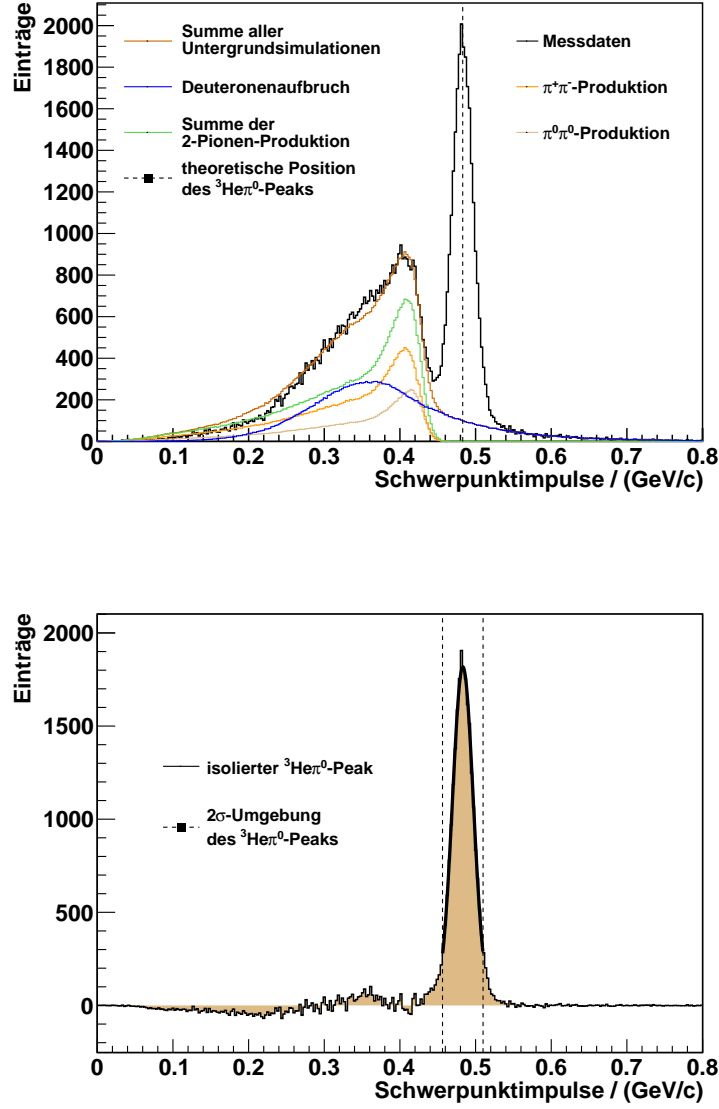 Einträge
2000
1800
1600
1400
1200
1000
800
600
400
200
0
Summe aller
Untergrundsimulationen
Deuteronenaufbruch
Summe der
2-Pionen-Produktion
theoretische Position
des ³Heπ⁰-Peaks
Messdaten
π⁺π⁻-Produktion
π⁰π⁰-Produktion
0 0.1 0.2 0.3 0.4 0.5 0.6 0.7 0.8
Schwerpunktimpulse / (GeV/c)
Einträge
2000
1500
1000
500
0
isolierter ³Heπ⁰-Peak
2σ-Umgebung
des ³Heπ⁰-Peaks
0 0.1 0.2 0.3 0.4 0.5 0.6 0.7 0.8
Schwerpunktimpulse / (GeV/c)